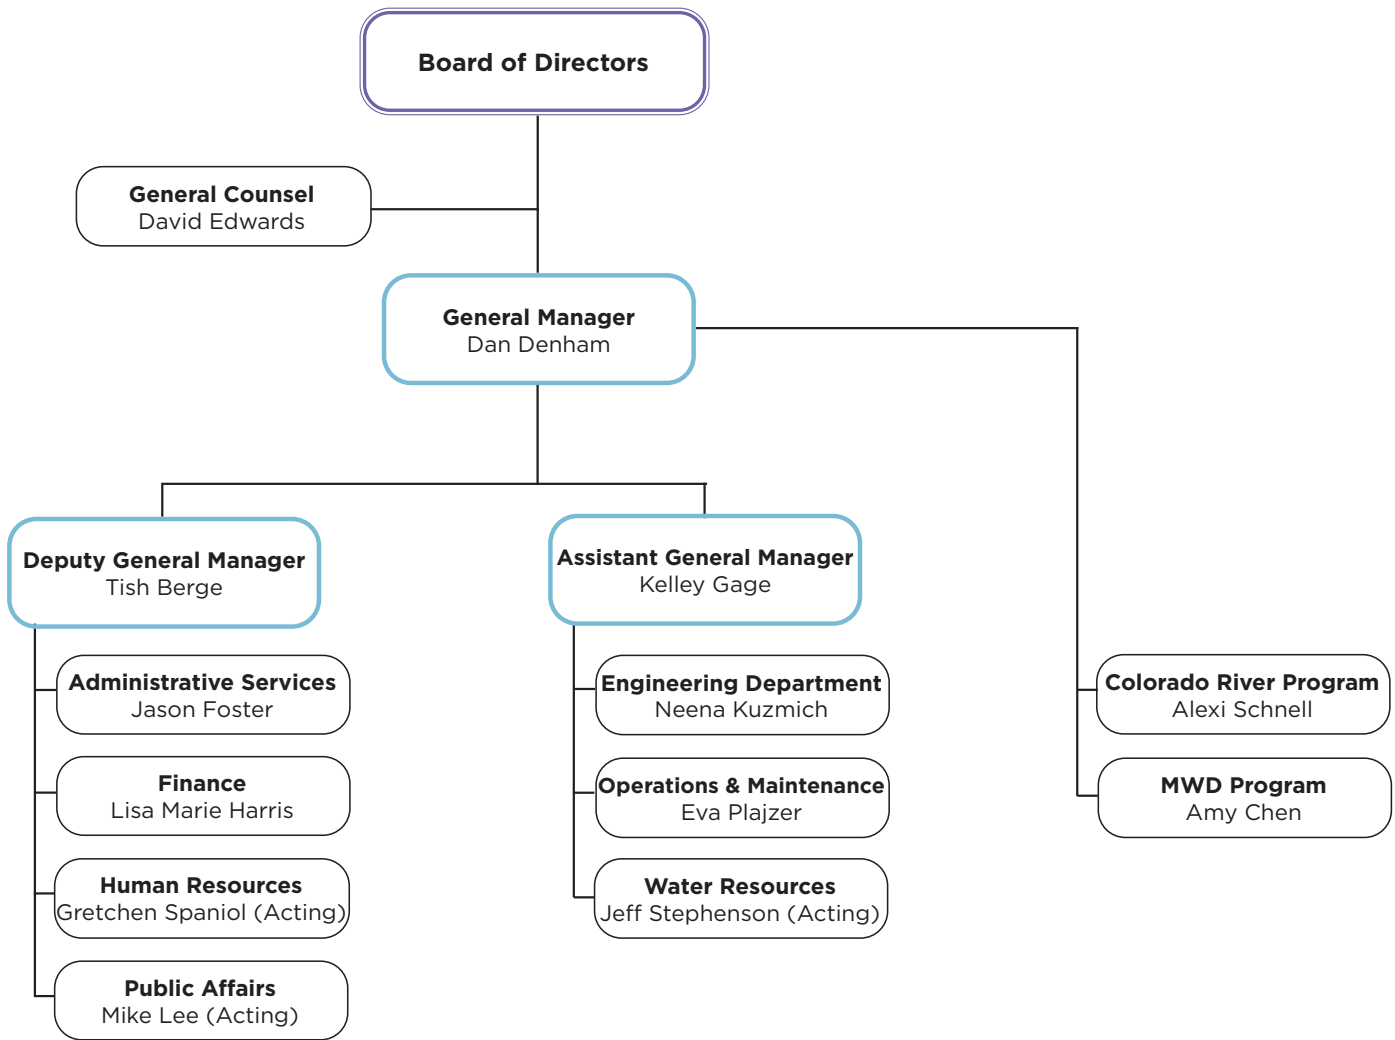 Board of Directors
General Counsel
David Edwards
General Manager
Dan Denham
Deputy General Manager
Tish Berge
Assistant General Manager
Kelley Gage
Administrative Services
Jason Foster
Finance
Lisa Marie Harris
Human Resources
Gretchen Spaniol (Acting)
Public Affairs
Mike Lee (Acting)
Engineering Department
Neena Kuzmich
Operations & Maintenance
Eva Plajzer
Water Resources
Jeff Stephenson (Acting)
Colorado River Program
Alexi Schnell
MWD Program
Amy Chen